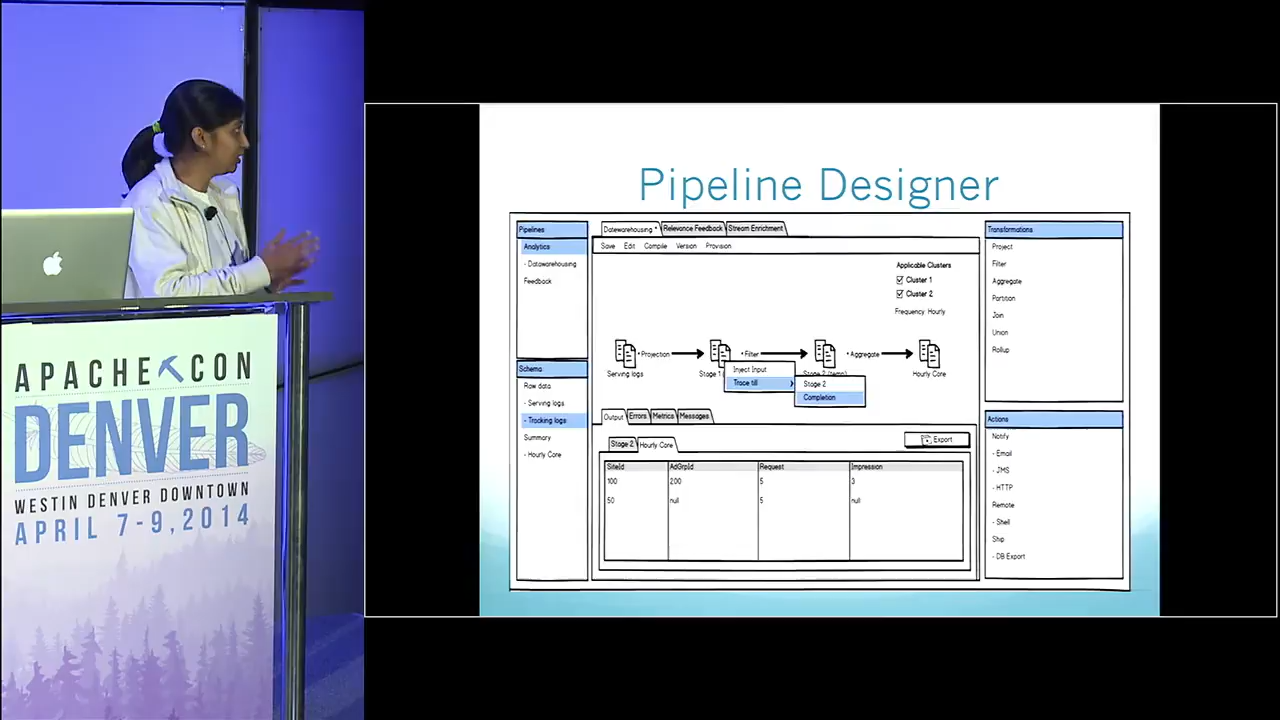 APACHE CON
DENVER
WESTIN DENVER DOWNTOWN
APRIL 7-9, 2014
Pipeline Designer
Pipelines
Analytics
- Datawarehousing
Feedback
Schema
Raw data
- Serving logs
- Tracking logs
Summary
- Hourly Core
Datewarehousing * Relevance Feedback Stream Enrichment
Save Edit Compile Version Provision
Applicable Clusters
Cluster 1
Cluster 2
Frequency Hourly
* Projection * Filter * Aggregate
Serving logs Stage 1 Stage 2 (temp) Hourly Core
Inject Input
Trace till
Stage 2
Completion
Output Errors Metrics Messages
Stage 2 Hourly Core
Export
SiteId AdGrpId Request Impression
100 200 5 3
50 null 5 null
Transformations
Project
Filter
Aggregate
Partition
Join
Union
Rollup
Actions
Notify
- Email
- JMS
- HTTP
Remote
- Shell
Ship
- DB Export